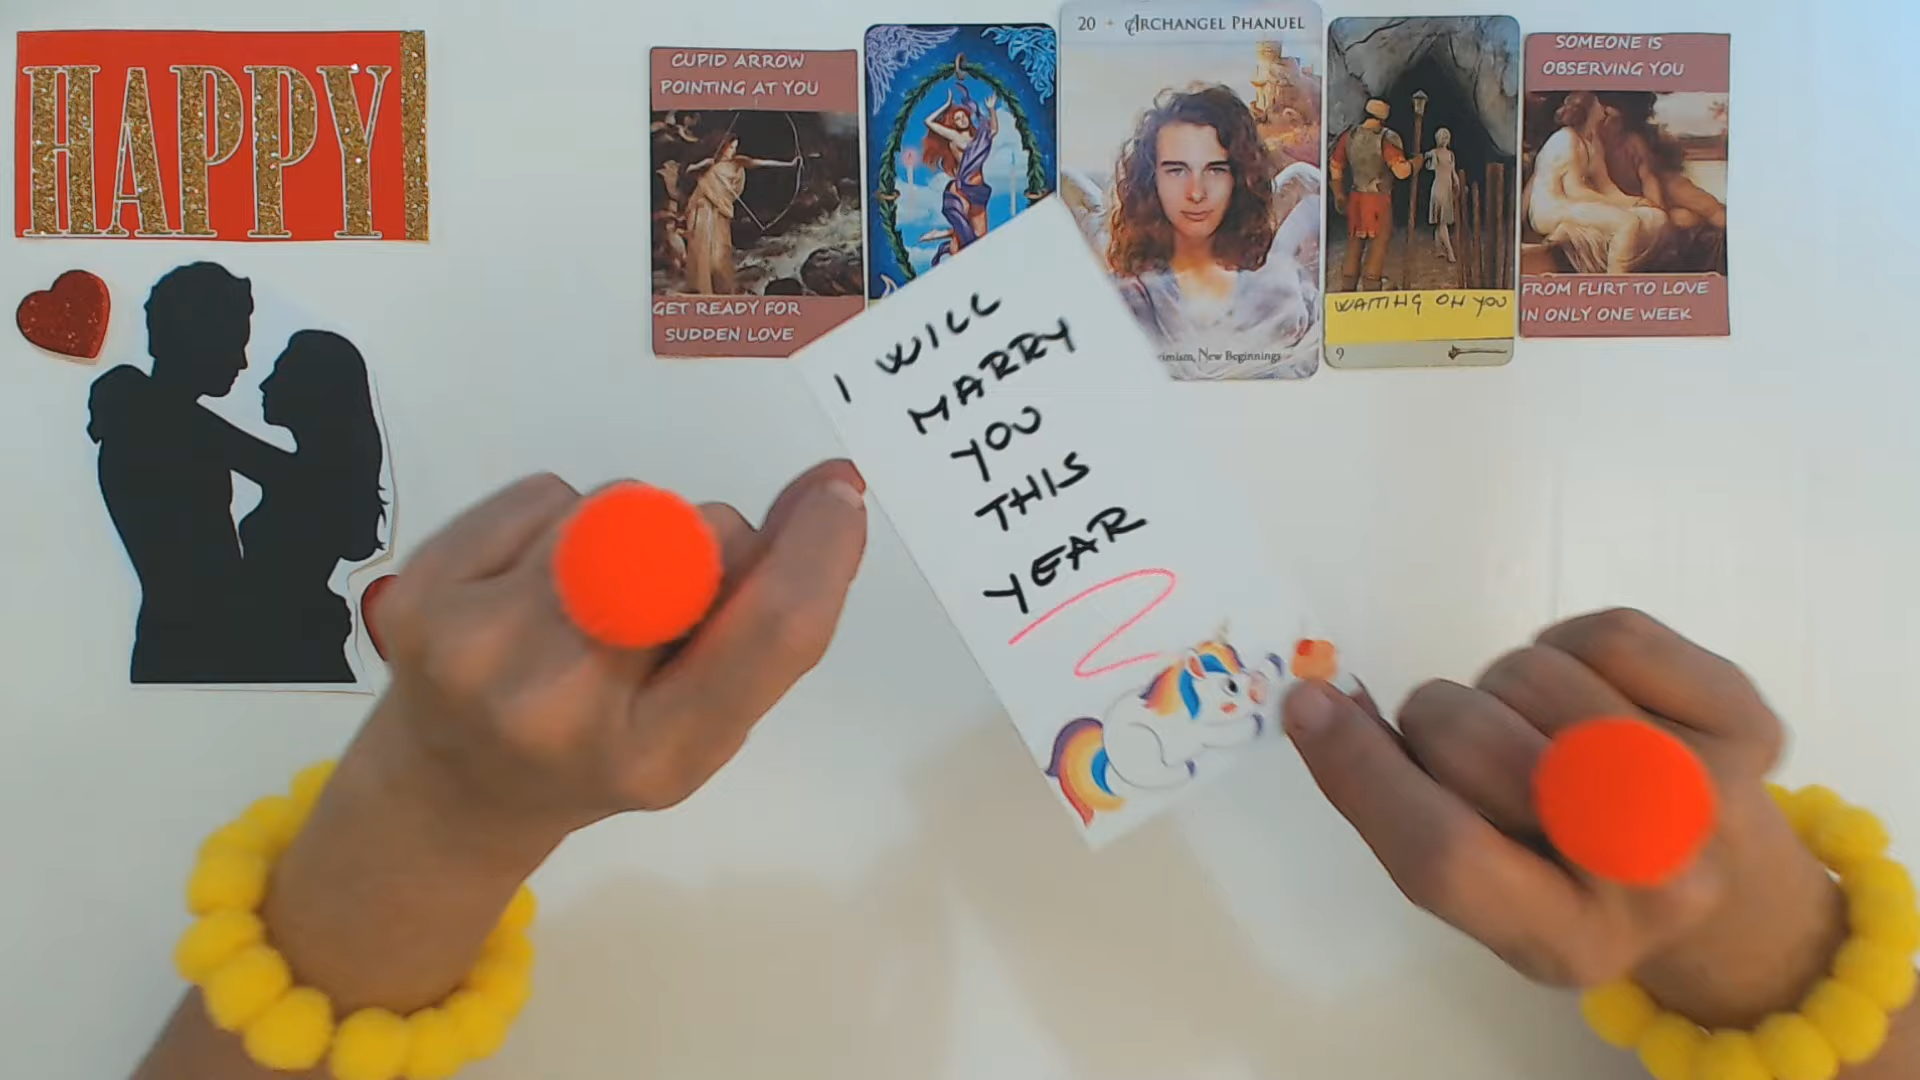 HAPPY
CUPID ARROW
POINTING AT YOU
GET READY FOR
SUDDEN LOVE
20 ARCHANGEL PHANUEL
New Beginnings
WAITING ON YOU
9
SOMEONE IS
OBSERVING YOU
FROM FLIRT TO LOVE
IN ONLY ONE WEEK
I WILL
MARRY
YOU
THIS
YEAR